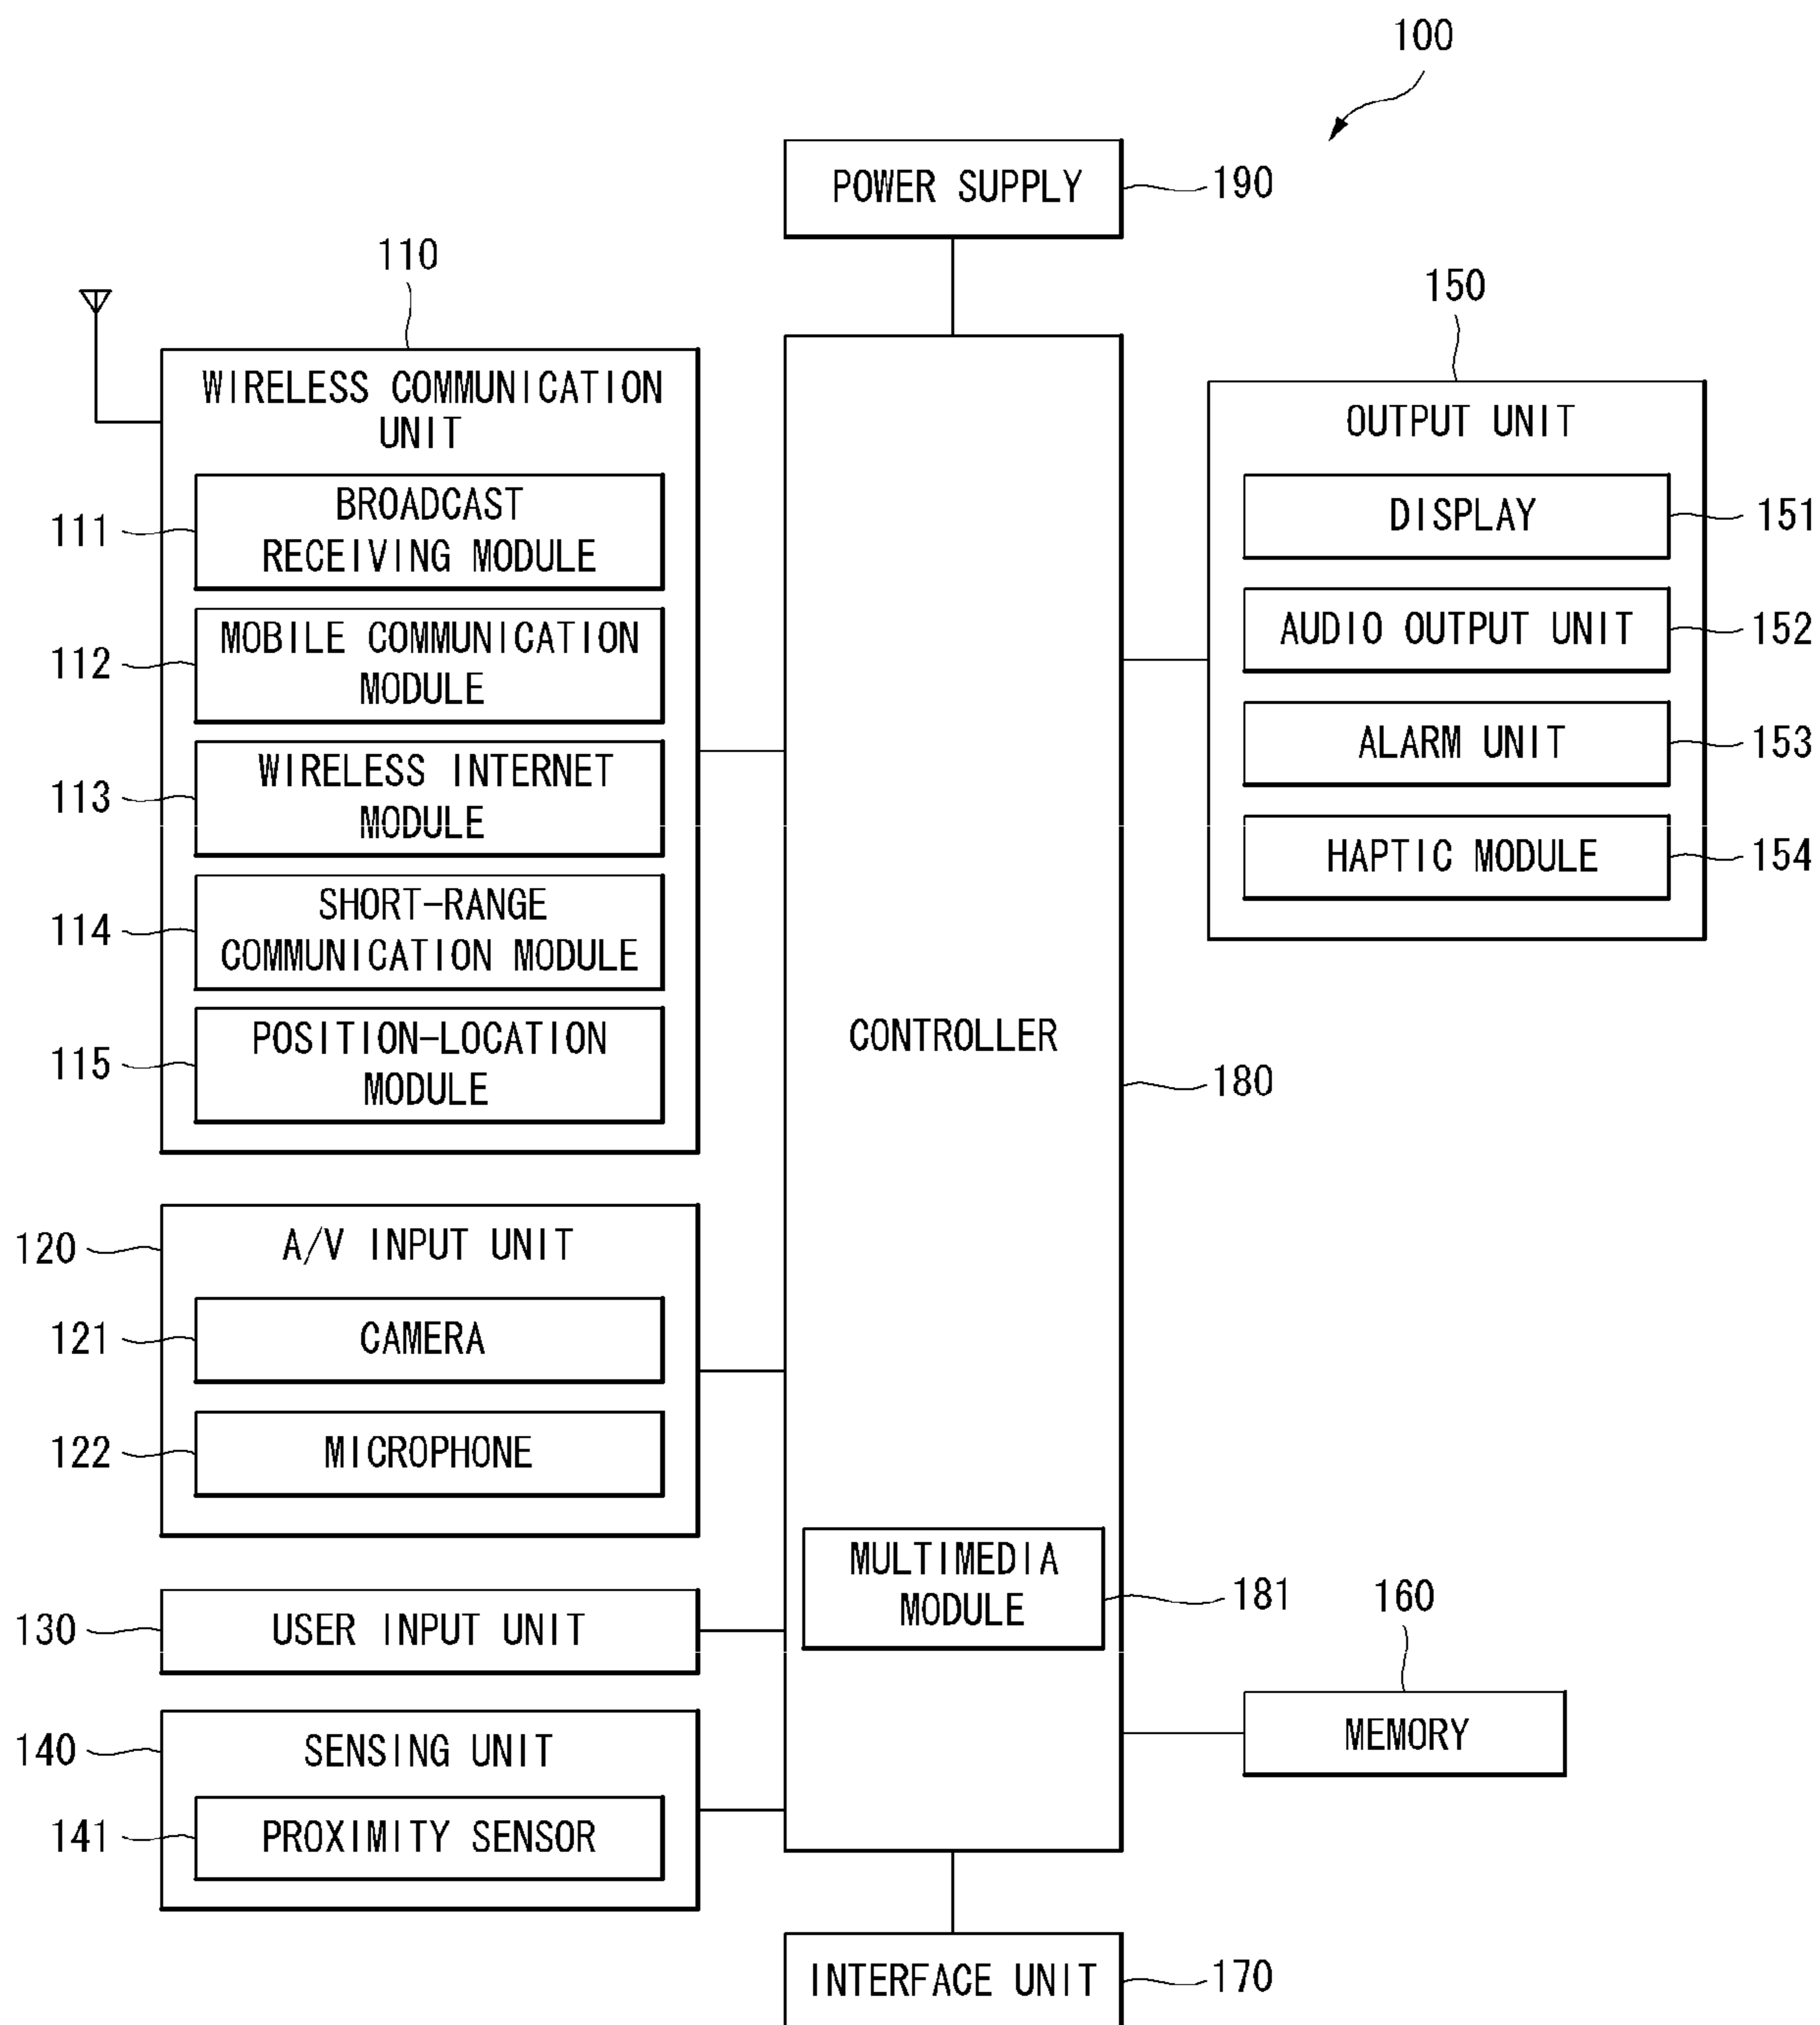 100
POWER SUPPLY
190
110
WIRELESS COMMUNICATION
UNIT
111
BROADCAST
RECEIVING MODULE
112
MOBILE COMMUNICATION
MODULE
113
WIRELESS INTERNET
MODULE
114
SHORT-RANGE
COMMUNICATION MODULE
115
POSITION-LOCATION
MODULE
120
A/V INPUT UNIT
121
CAMERA
122
MICROPHONE
130
USER INPUT UNIT
140
SENSING UNIT
141
PROXIMITY SENSOR
CONTROLLER
180
MULTIMEDIA
MODULE
181
150
OUTPUT UNIT
DISPLAY
151
AUDIO OUTPUT UNIT
152
ALARM UNIT
153
HAPTIC MODULE
154
160
MEMORY
INTERFACE UNIT
170